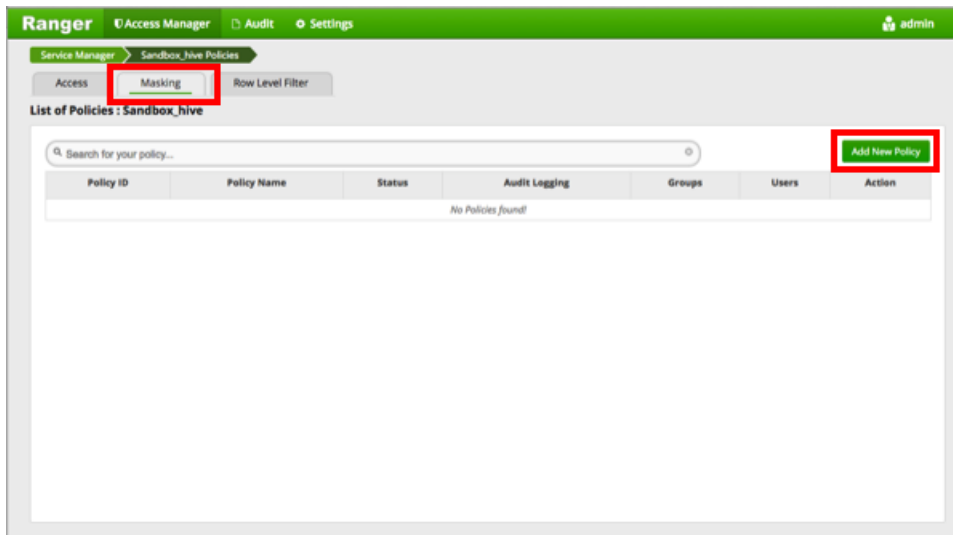 Ranger Access Manager Audit Settings admin
Service Manager Sandbox_hive Policies
Access Masking Row Level Filter
List of Policies : Sandbox_hive
Search for your policy... Add New Policy
Policy ID Policy Name Status Audit Logging Groups Users Action
No Policies found!